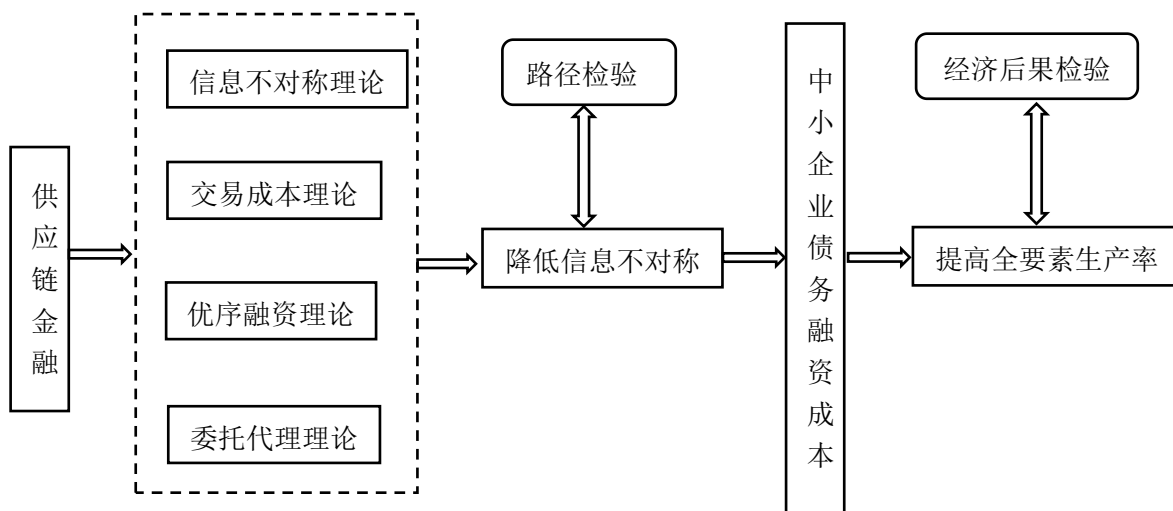 供应链金融
信息不对称理论
交易成本理论
优序融资理论
委托代理理论
路径检验
降低信息不对称
中小企业债务融资成本
经济后果检验
提高全要素生产率